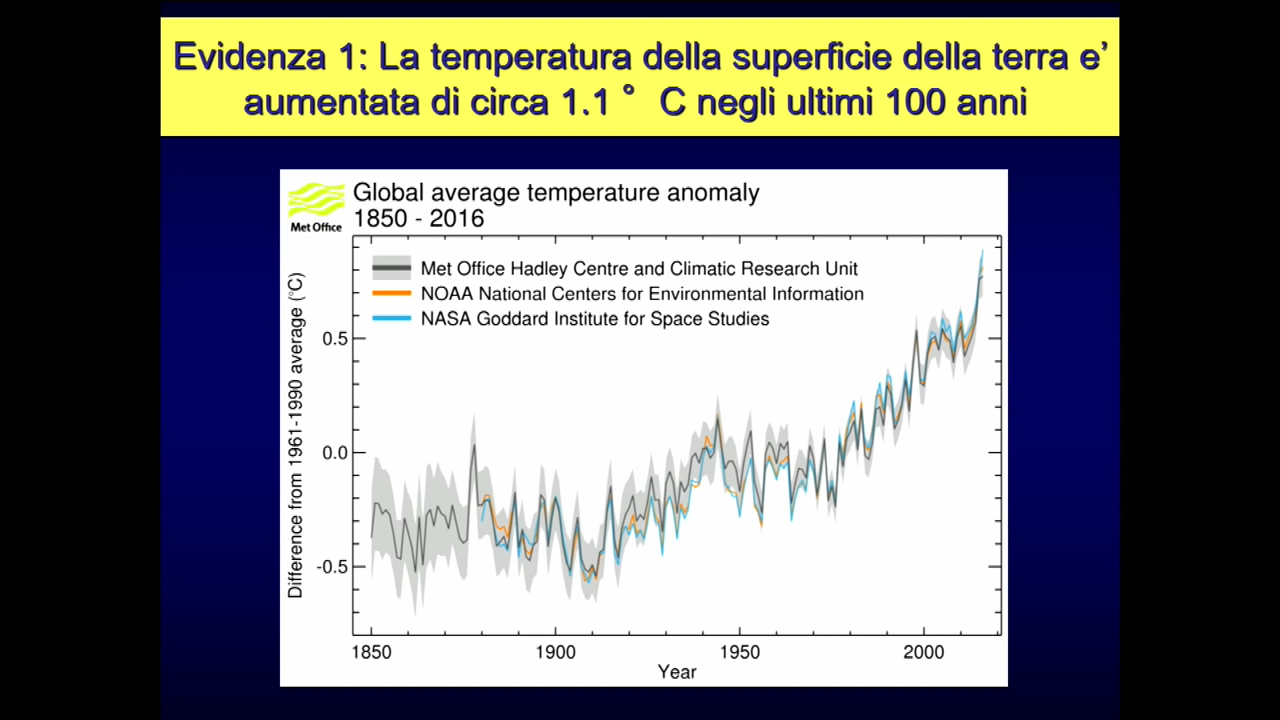 Evidenza 1: La temperatura della superficie della terra e’
aumentata di circa 1.1 ° C negli ultimi 100 anni
Met Office
Global average temperature anomaly
1850 - 2016
Met Office Hadley Centre and Climatic Research Unit
NOAA National Centers for Environmental Information
NASA Goddard Institute for Space Studies
Difference from 1961-1990 average (°C)
0.5
0.0
-0.5
1850
1900
1950
2000
Year